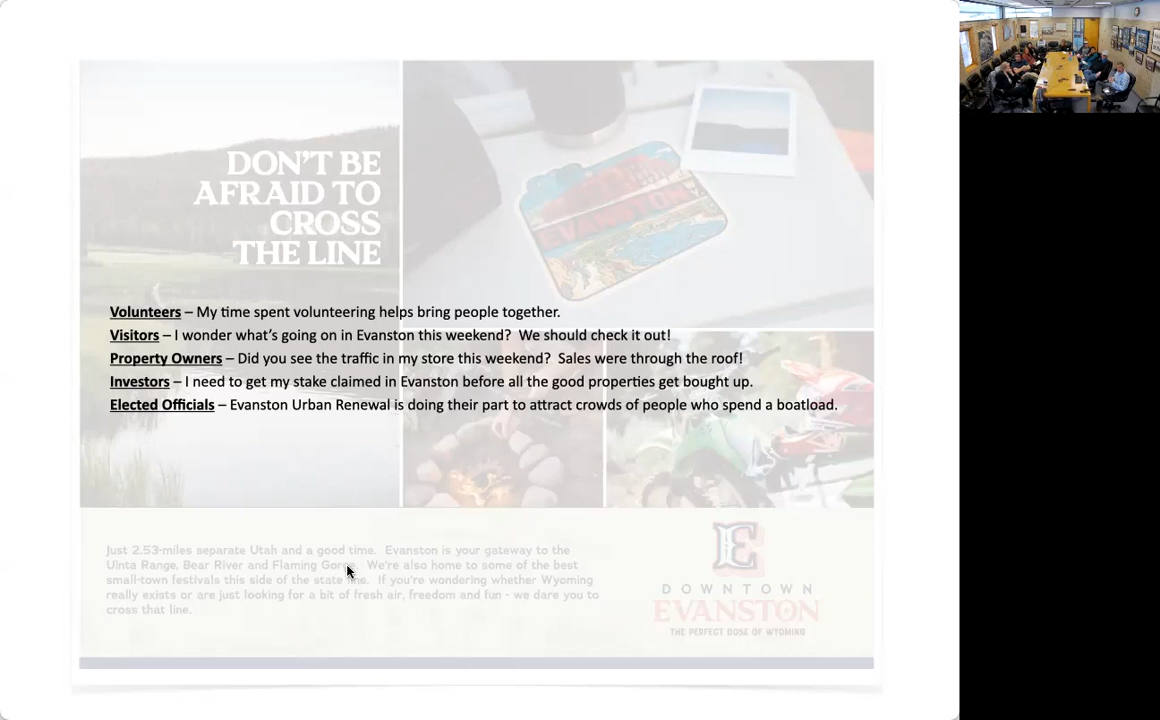 DON'T BE
AFRAID TO
CROSS
THE LINE
EVANSTON
Volunteers – My time spent volunteering helps bring people together.
Visitors – I wonder what's going on in Evanston this weekend?  We should check it out!
Property Owners – Did you see the traffic in my store this weekend?  Sales were through the roof!
Investors – I need to get my stake claimed in Evanston before all the good properties get bought up.
Elected Officials – Evanston Urban Renewal is doing their part to attract crowds of people who spend a boatload.
Just 2.53-miles separate Utah and a good time.  Evanston is your gateway to the
Uinta Range, Bear River and Flaming Gorge.  We're also home to some of the best
small-town festivals this side of the state line.  If you're wondering whether Wyoming
really exists or are just looking for a bit of fresh air, freedom and fun - we dare you to
cross that line.
E
DOWNTOWN
EVANSTON
THE PERFECT DOSE OF WYOMING